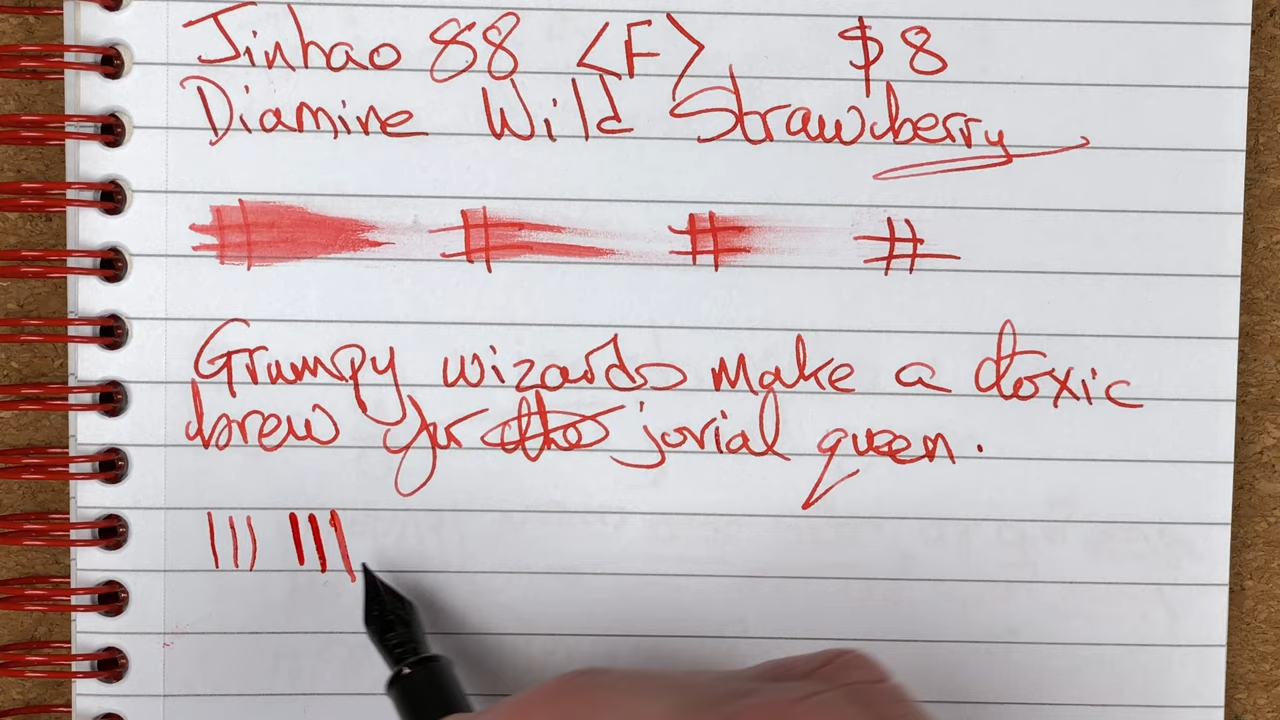 Jinhao 88 <F> $8
Diamine Wild Strawberry
# # # #
Grumpy wizards make a toxic
brew for the jovial queen.